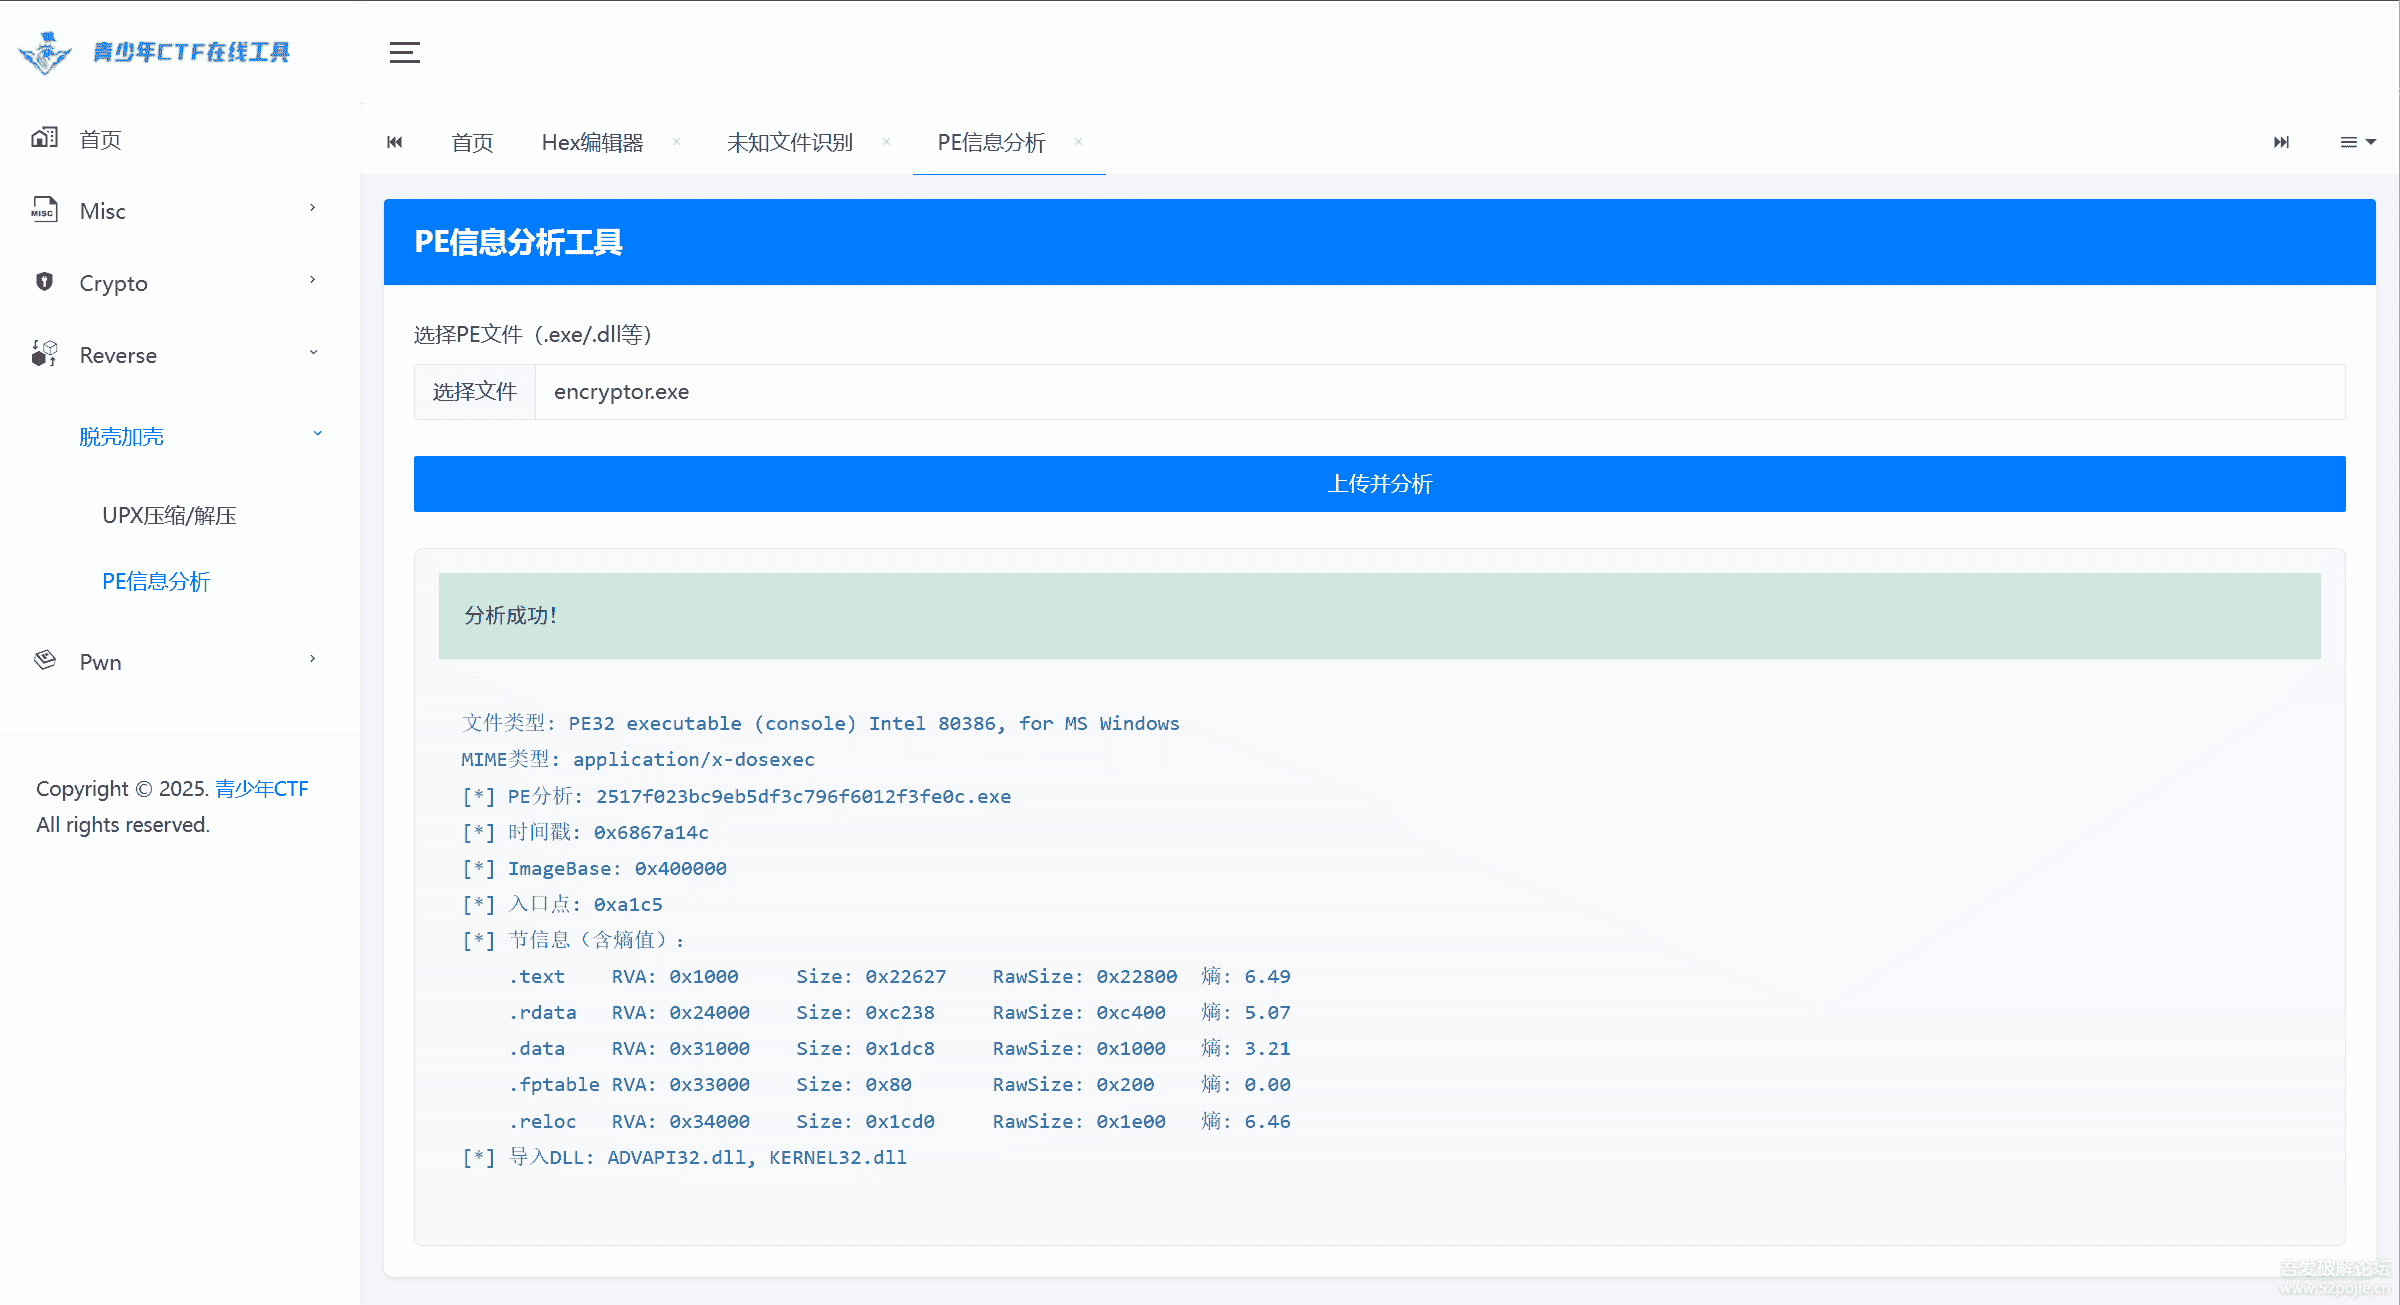 青少年CTF在线工具
首页
Misc
Crypto
Reverse
脱壳加壳
UPX压缩/解压
PE信息分析
Pwn
Copyright © 2025. 青少年CTF
All rights reserved.
首页 Hex编辑器 × 未知文件识别 × PE信息分析 ×
PE信息分析工具
选择PE文件（.exe/.dll等）
选择文件 encryptor.exe
上传并分析
分析成功！
文件类型: PE32 executable (console) Intel 80386, for MS Windows
MIME类型: application/x-dosexec
[*] PE分析: 2517f023bc9eb5df3c796f6012f3fe0c.exe
[*] 时间戳: 0x6867a14c
[*] ImageBase: 0x400000
[*] 入口点: 0xa1c5
[*] 节信息（含熵值）:
.text RVA: 0x1000 Size: 0x22627 RawSize: 0x22800 熵: 6.49
.rdata RVA: 0x24000 Size: 0xc238 RawSize: 0xc400 熵: 5.07
.data RVA: 0x31000 Size: 0x1dc8 RawSize: 0x1000 熵: 3.21
.fptable RVA: 0x33000 Size: 0x80 RawSize: 0x200 熵: 0.00
.reloc RVA: 0x34000 Size: 0x1cd0 RawSize: 0x1e00 熵: 6.46
[*] 导入DLL: ADVAPI32.dll, KERNEL32.dll
吾爱破解论坛
www.52pojie.cn